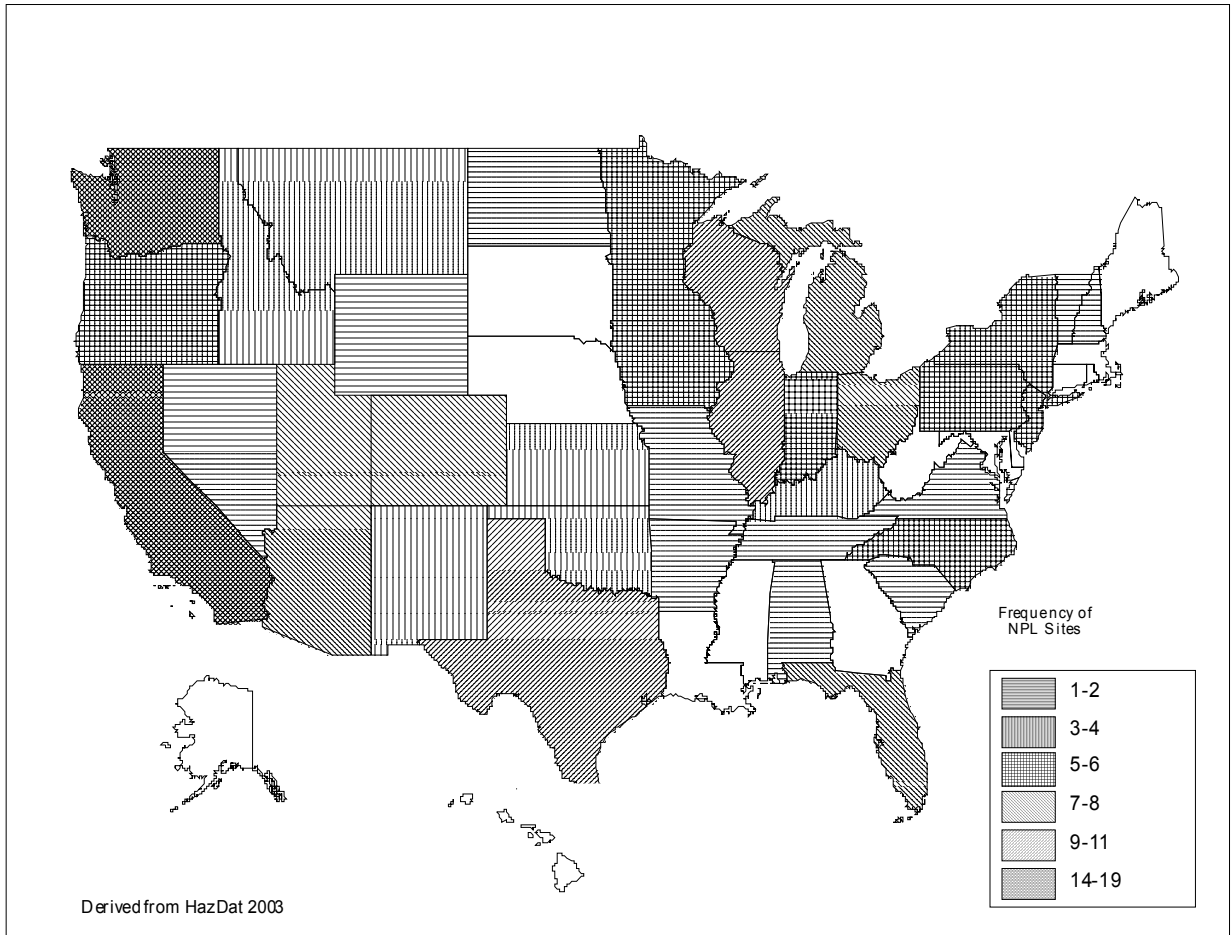 Frequency of
NPL Sites
1-2
3-4
5-6
7-8
9-11
14-19
Derived from HazDat 2003